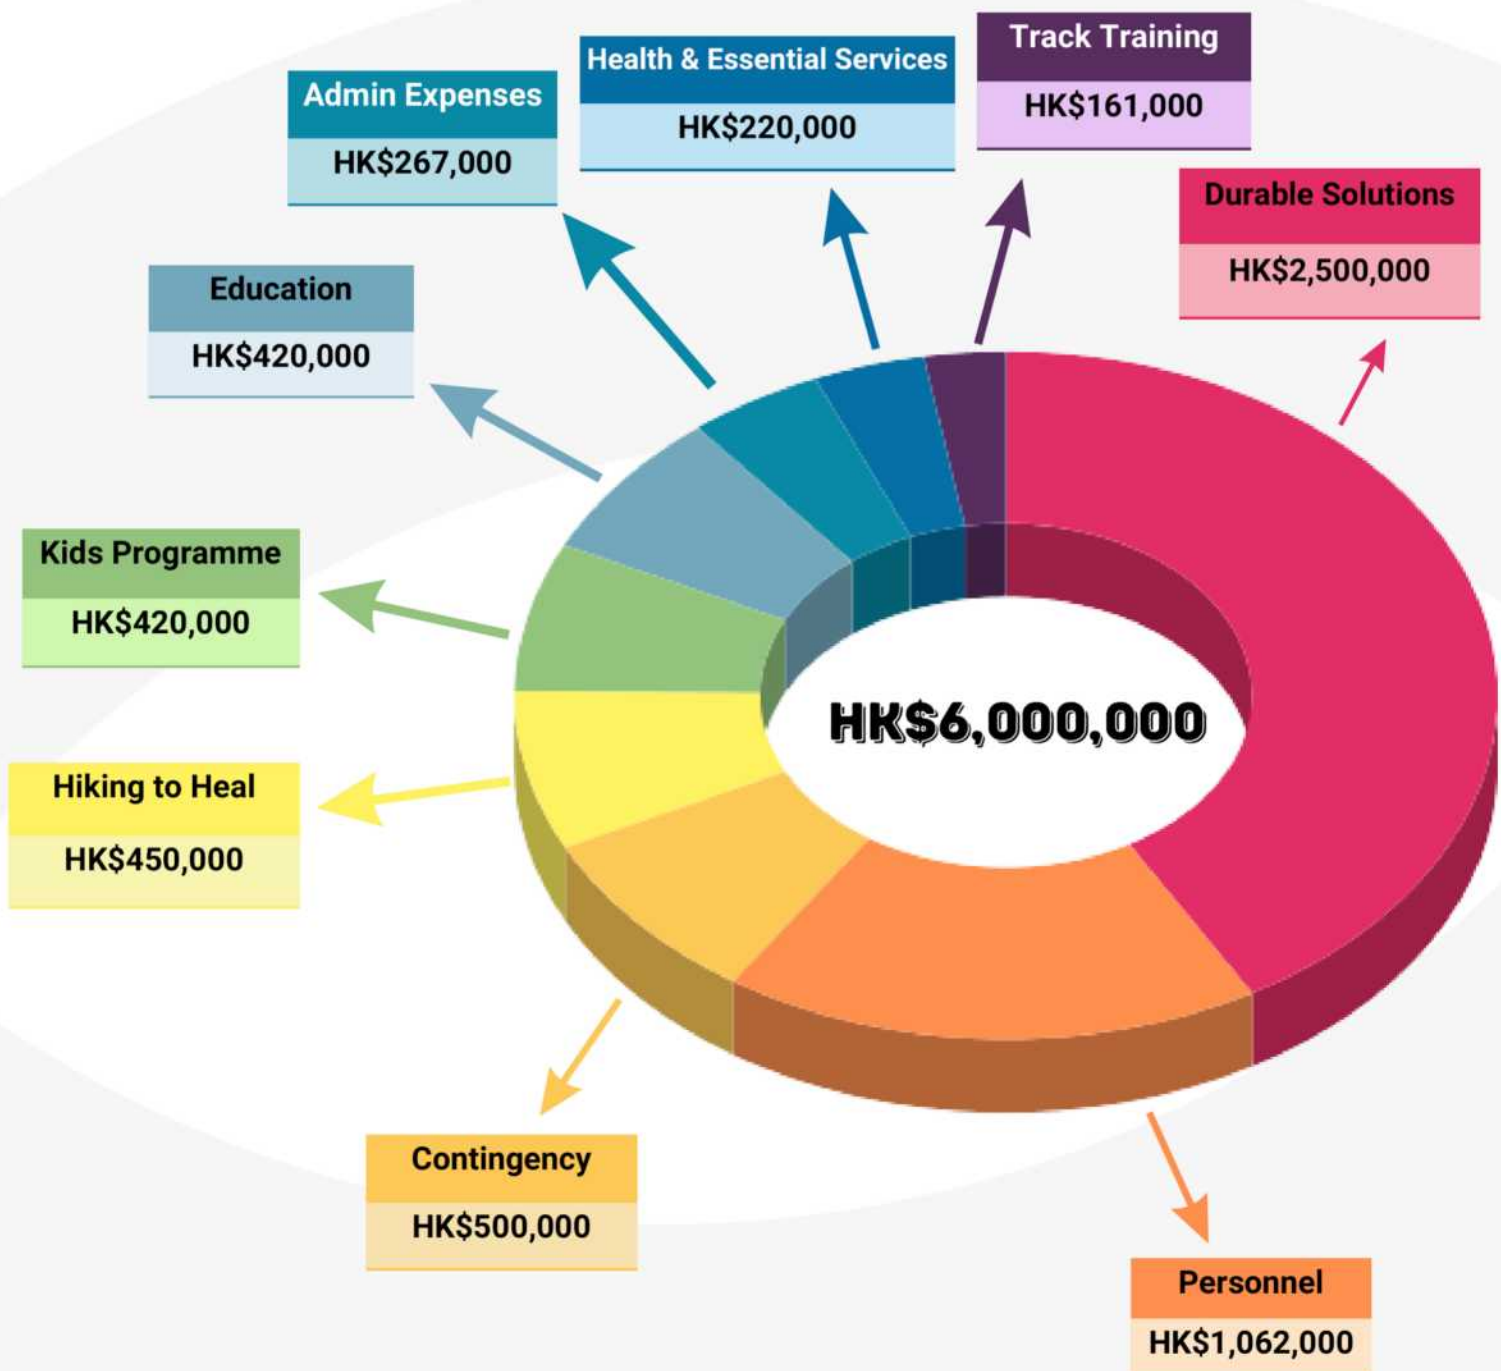 Track Training
HK$161,000
Health & Essential Services
HK$220,000
Admin Expenses
HK$267,000
Durable Solutions
HK$2,500,000
Education
HK$420,000
Kids Programme
HK$420,000
HK$6,000,000
Hiking to Heal
HK$450,000
Contingency
HK$500,000
Personnel
HK$1,062,000